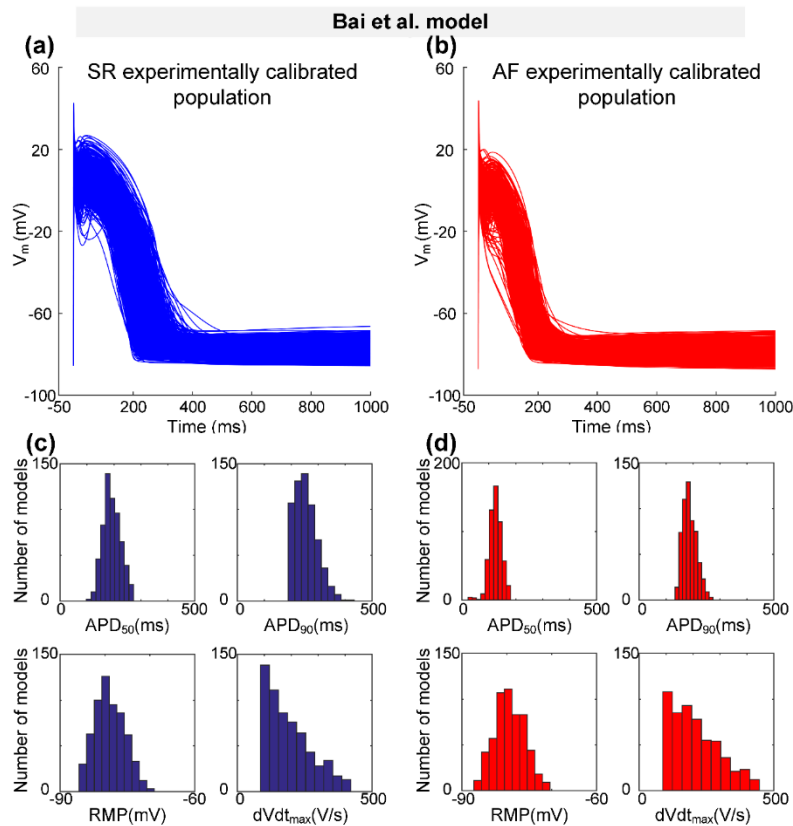 Bai et al. model
(a)
SR experimentally calibrated
population
60
20
-20
-60
-100
Vm (mV)
-50 200 400 600 800 1000
Time (ms)
(b)
AF experimentally calibrated
population
60
20
-20
-60
-100
Vm (mV)
-50 200 400 600 800 1000
Time (ms)
(c)
Number of models
150
0
0 500
APD50(ms)
150
0
0 500
APD90(ms)
Number of models
150
0
-90 -60
RMP(mV)
150
0
0 500
dVdtmax(V/s)
(d)
Number of models
200
0
0 500
APD50(ms)
150
0
0 500
APD90(ms)
Number of models
150
0
-90 -60
RMP(mV)
150
0
0 500
dVdtmax(V/s)